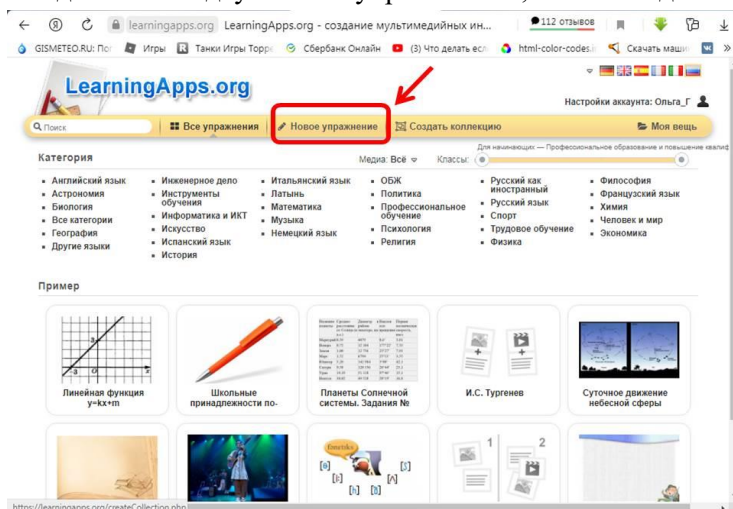 learningapps.org LearningApps.org - создание мультимедийных ин... 112 отзывов
GISMETEO.RU: Пог Игры Танки Игры Торре Сбербанк Онлайн (3) Что делать есл html-color-codes.i Скачать маши
LearningApps.org
Настройки аккаунта: Ольга_Г
Поиск Все упражнения Новое упражнение Создать коллекцию Моя вещь
Для начинающих — Профессиональное образование и повышение квалиф
Категория Медиа: Всё Классы:
Английский язык Инженерное дело Итальянский язык ОБЖ Русский как иностранный Философия
Астрономия Инструменты обучения Латынь Политика Русский язык Французский язык
Биология Информатика и ИКТ Математика Профессиональное обучение Спорт Химия
Все категории Искусство Музыка Психология Трудовое обучение Человек и мир
География Испанский язык Немецкий язык Религия Физика Экономика
Другие языки История
Пример
Линейная функция y=kx+m
Школьные принадлежности по-
Планеты Солнечной системы. Задания №
И.С. Тургенев
Суточное движение небесной сферы
1 2
https://learningapps.org/createCollection.php